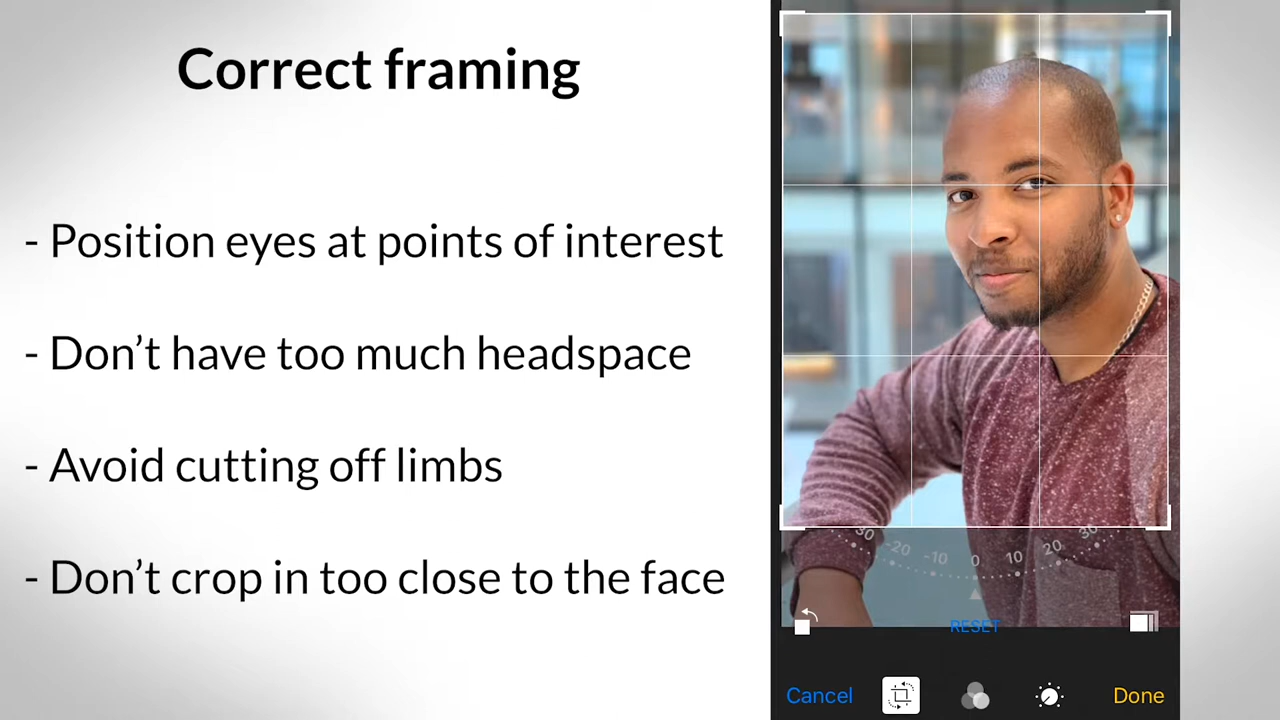 Correct framing
- Position eyes at points of interest
- Don’t have too much headspace
- Avoid cutting off limbs
- Don’t crop in too close to the face
30 -20 -10 0 10 20 30
RESET
Cancel Done